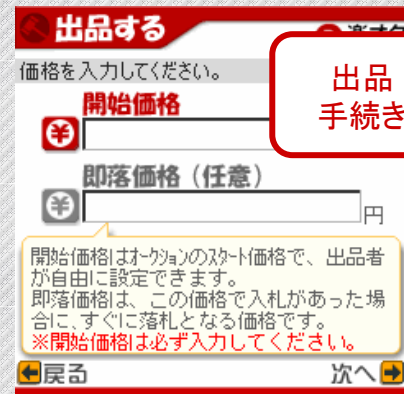 出品する
価格を入力してください。
出品
手続き
開始価格
¥
即落価格（任意）
¥
円
開始価格はオークションのスタート価格で、出品者
が自由に設定できます。
即落価格は、この価格で入札があった場
合に、すぐに落札となる価格です。
※開始価格は必ず入力してください。
戻る
次へ